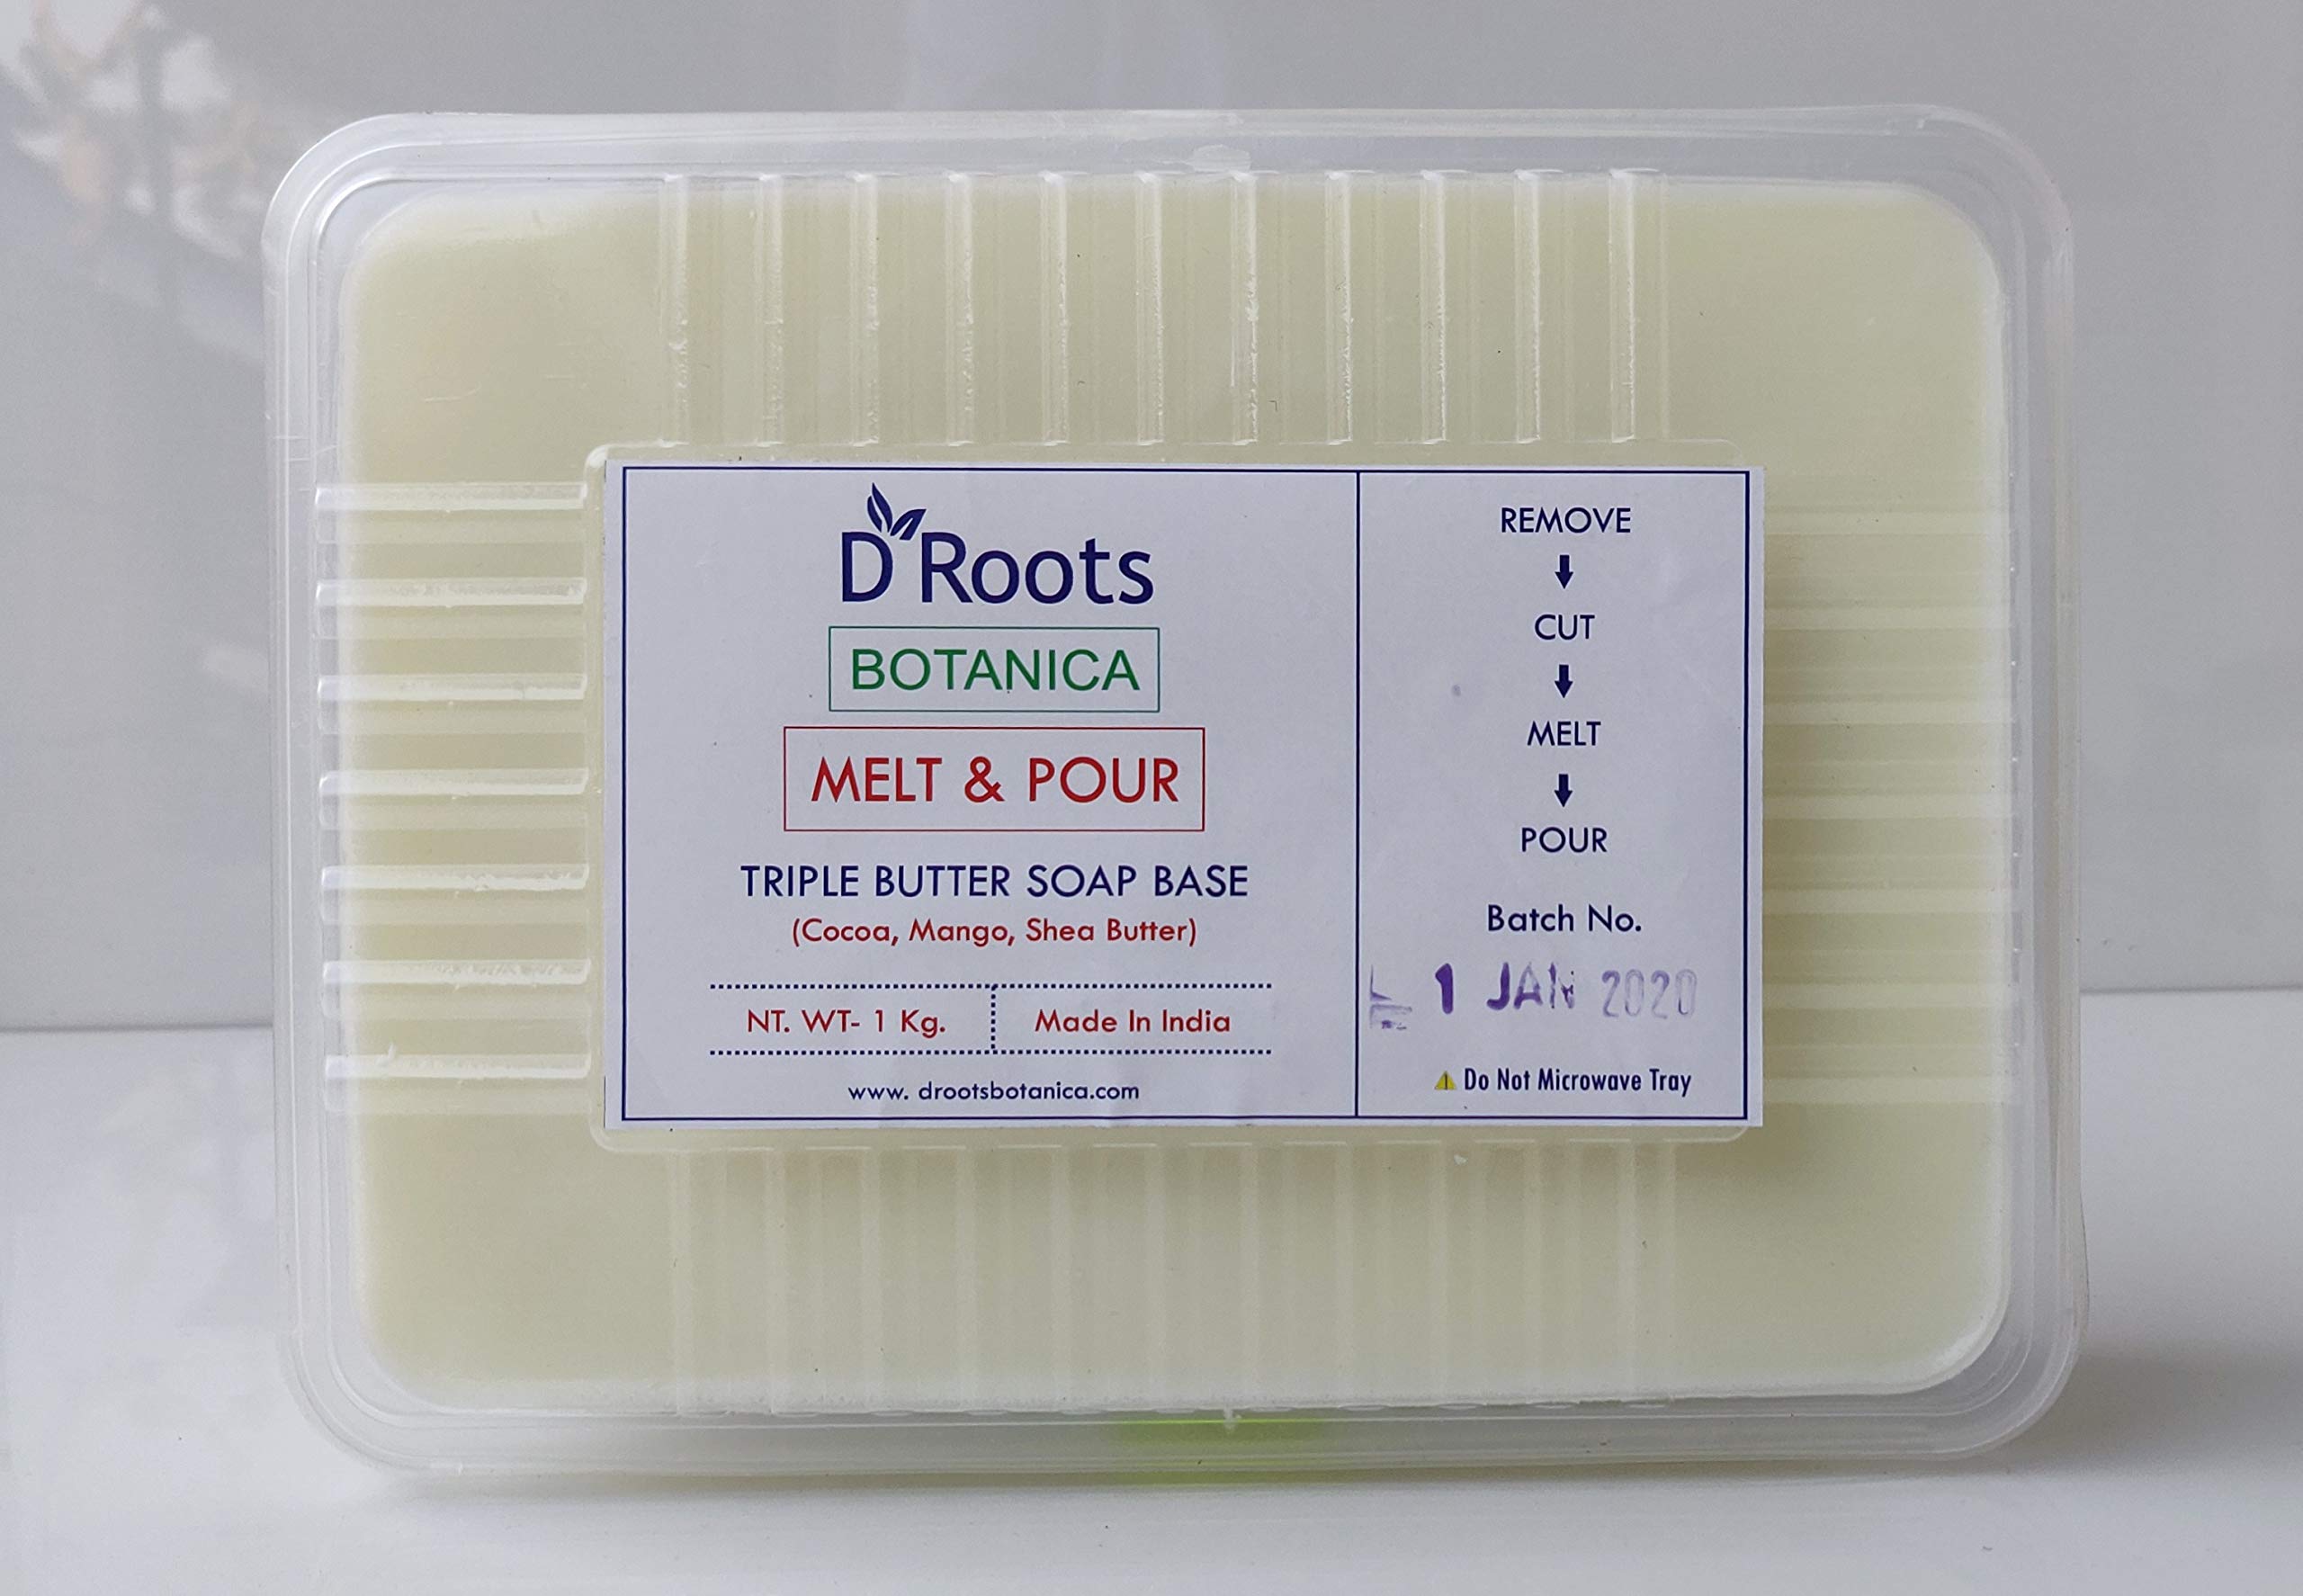 D'Roots
BOTANICA
MELT & POUR
TRIPLE BUTTER SOAP BASE
(Cocoa, Mango, Shea Butter)
NT. WT- 1 Kg.
Made In India
www. drootsbotanica.com
REMOVE
CUT
MELT
POUR
Batch No.
1 JAN 2020
Do Not Microwave Tray